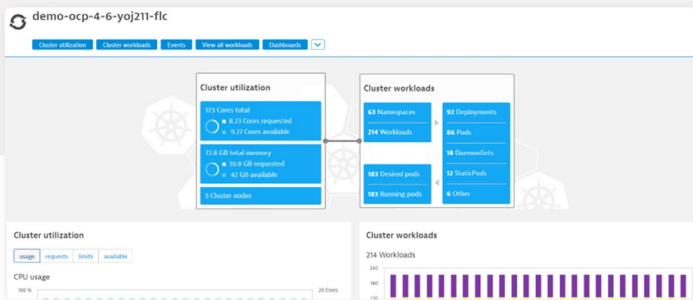 demo-ocp-4-6-yoj211-flc
Cluster utilization Cluster workloads Events View all workloads Dashboards
Cluster utilization
17.5 Cores total
8.23 Cores requested
9.27 Cores available
72.8 GB total memory
30.8 GB requested
42 GB available
5 Cluster nodes
Cluster workloads
63 Namespaces
214 Workloads
92 Deployments
86 Pods
18 DaemonSets
12 StaticPods
6 Other
183 Desired pods
183 Running pods
Cluster utilization
usage requests limits available
CPU usage
100 %
20 Cores
Cluster workloads
214 Workloads
240
180
120